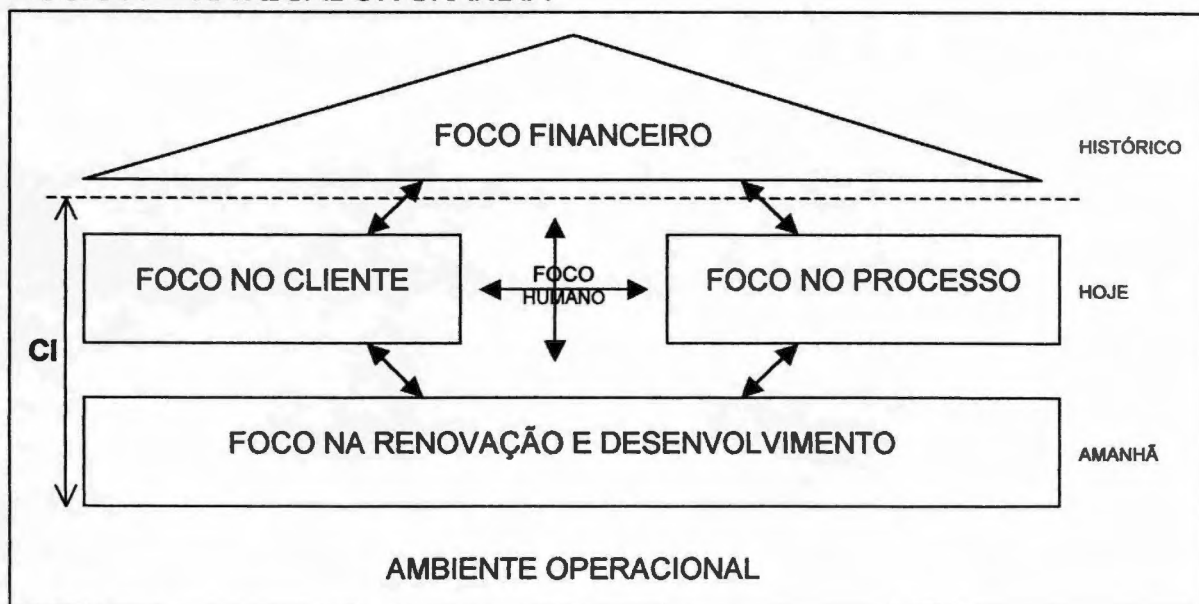 FOCO FINANCEIRO
HISTÓRICO
FOCO NO CLIENTE
FOCO
HUMANO
FOCO NO PROCESSO
HOJE
CI
FOCO NA RENOVAÇÃO E DESENVOLVIMENTO
AMANHÃ
AMBIENTE OPERACIONAL